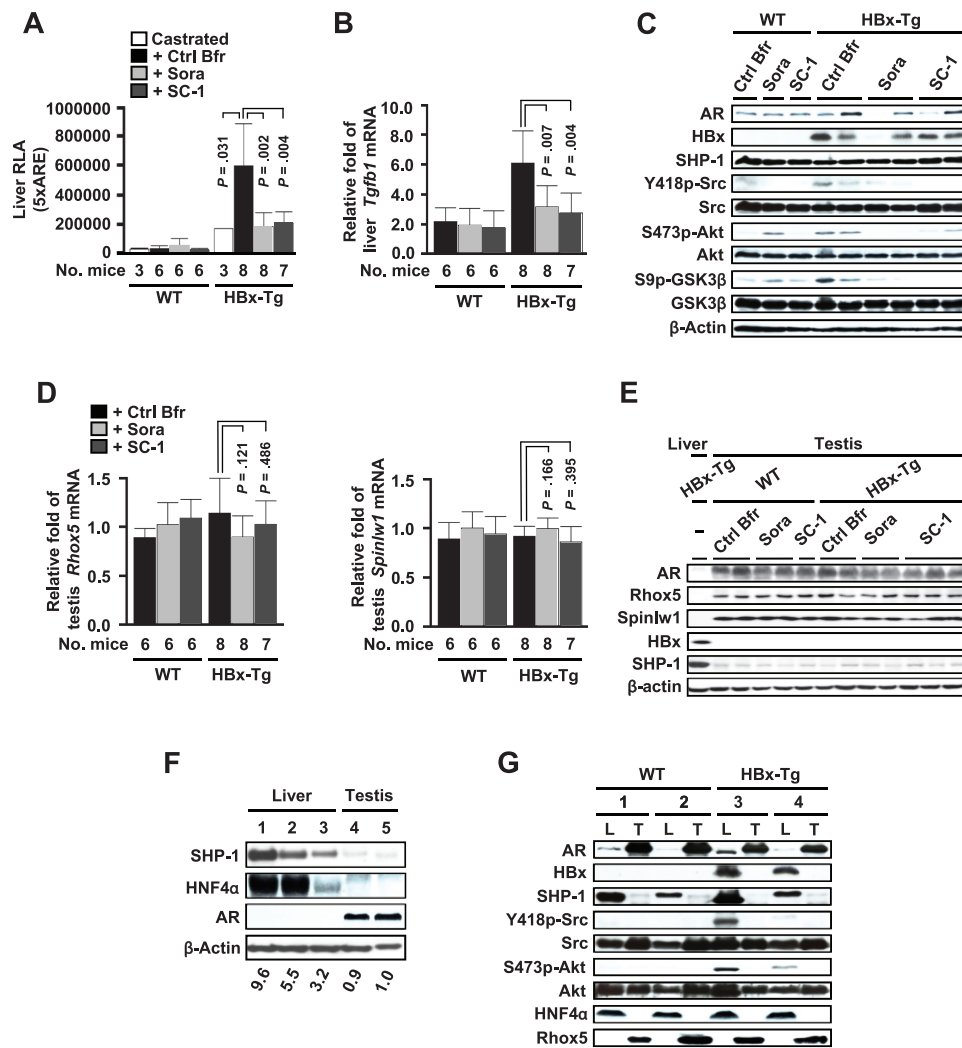 A
Castrated
+ Ctrl Bfr
+ Sora
+ SC-1
Liver RLA
(5xARE)
1000000
800000
600000
400000
200000
0
P = .031
P = .002
P = .004
No. mice 3 6 6 6 3 8 8 7
WT HBx-Tg
B
Relative fold of
liver Tgfb1 mRNA
10.0
8.0
6.0
4.0
2.0
0.0
P = .007
P = .004
No. mice 6 6 6 8 8 7
WT HBx-Tg
C
WT HBx-Tg
Ctrl Bfr Sora SC-1 Ctrl Bfr Sora SC-1
AR
HBx
SHP-1
Y418p-Src
Src
S473p-Akt
Akt
S9p-GSK3β
GSK3β
β-Actin
D
+ Ctrl Bfr
+ Sora
+ SC-1
Relative fold of
testis Rhox5 mRNA
1.5
1.0
0.5
0.0
P = .121
P = .486
No. mice 6 6 6 8 8 7
WT HBx-Tg
Relative fold of
testis Spinlw1 mRNA
1.5
1.0
0.5
0.0
P = .166
P = .395
No. mice 6 6 6 8 8 7
WT HBx-Tg
E
Liver Testis
HBx-Tg WT HBx-Tg
– Ctrl Bfr Sora SC-1 Ctrl Bfr Sora SC-1
AR
Rhox5
Spinlw1
HBx
SHP-1
β-actin
F
Liver Testis
1 2 3 4 5
SHP-1
HNF4α
AR
β-Actin
9.6 5.5 3.2 0.9 1.0
G
WT HBx-Tg
1 2 3 4
L T L T L T L T
AR
HBx
SHP-1
Y418p-Src
Src
S473p-Akt
Akt
HNF4α
Rhox5